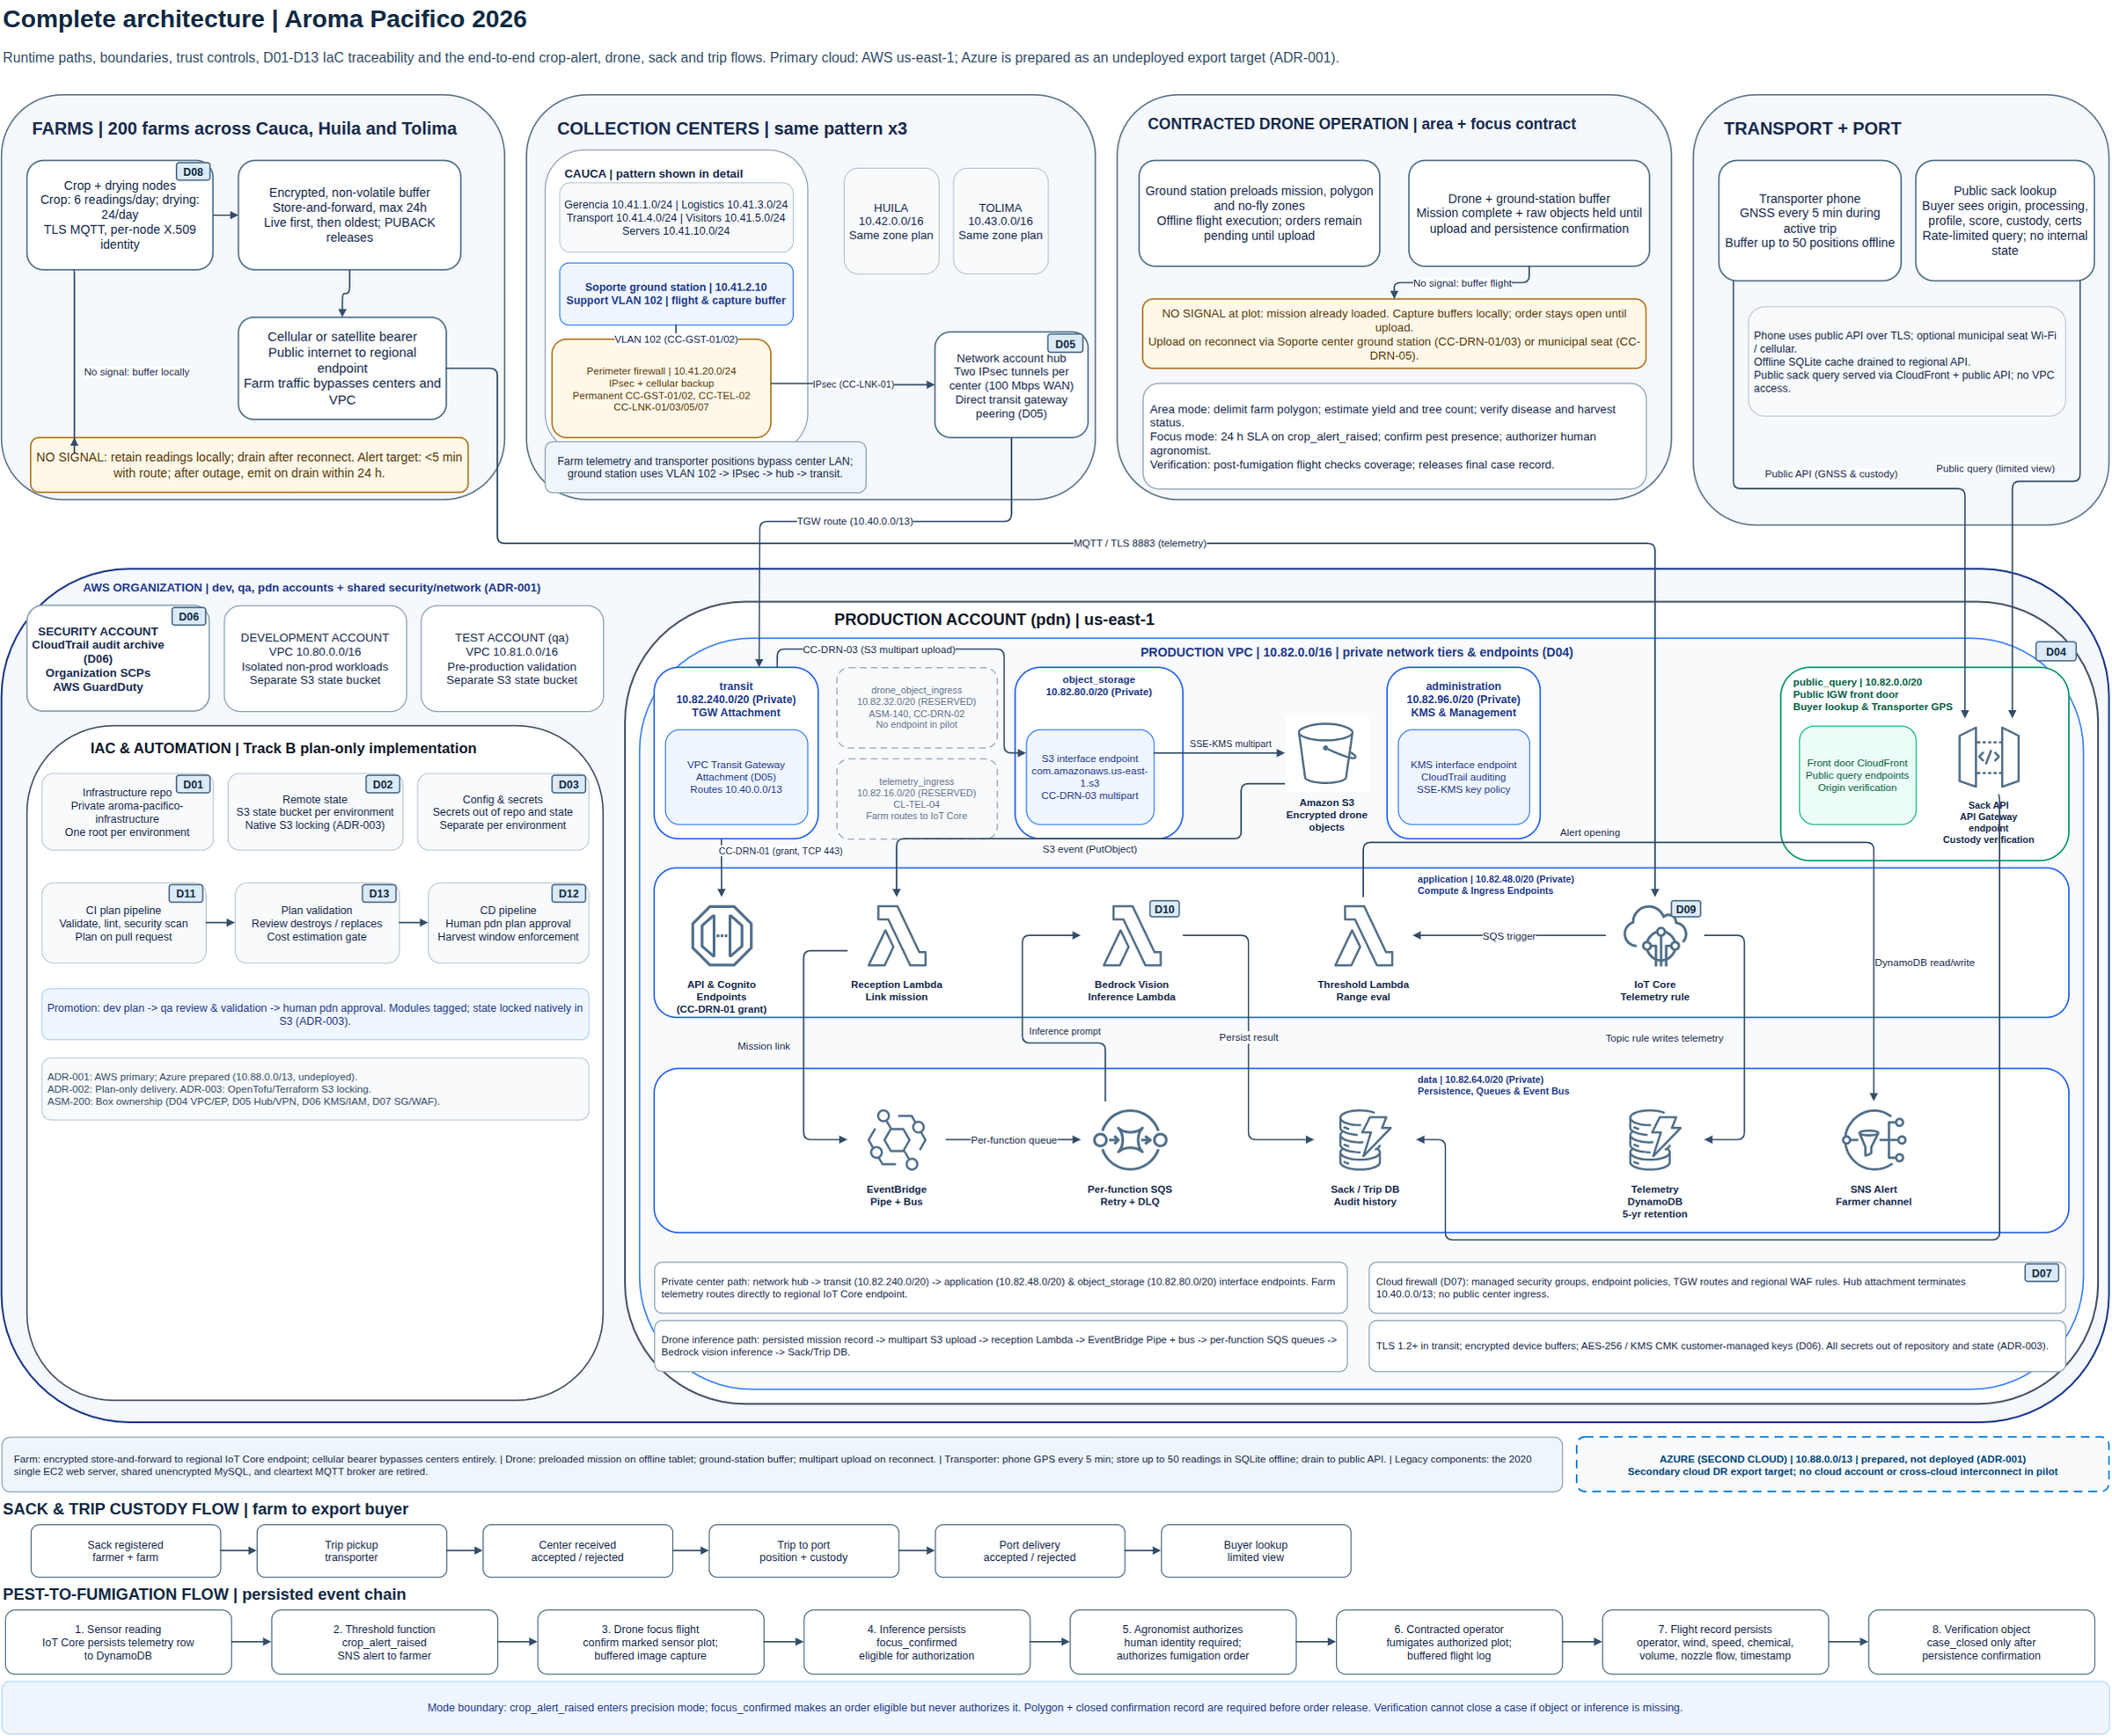 Complete architecture | Aroma Pacifico 2026
Runtime paths, boundaries, trust controls, D01-D13 IaC traceability and the end-to-end crop-alert, drone, sack and trip flows. Primary cloud: AWS us-east-1; Azure is prepared as an undeployed export target (ADR-001).
FARMS | 200 farms across Cauca, Huila and Tolima
D08
Crop + drying nodes
Crop: 6 readings/day; drying:
24/day
TLS MQTT, per-node X.509
identity
Encrypted, non-volatile buffer
Store-and-forward, max 24h
Live first, then oldest; PUBACK
releases
Cellular or satellite bearer
Public internet to regional
endpoint
Farm traffic bypasses centers and
VPC
No signal: buffer locally
NO SIGNAL: retain readings locally; drain after reconnect. Alert target: <5 min
with route; after outage, emit on drain within 24 h.
COLLECTION CENTERS | same pattern x3
CAUCA | pattern shown in detail
Gerencia 10.41.1.0/24 | Logistics 10.41.3.0/24
Transport 10.41.4.0/24 | Visitors 10.41.5.0/24
Servers 10.41.10.0/24
Soporte ground station | 10.41.2.10
Support VLAN 102 | flight & capture buffer
VLAN 102 (CC-GST-01/02)
Perimeter firewall | 10.41.20.0/24
IPsec + cellular backup
Permanent CC-GST-01/02, CC-TEL-02
CC-LNK-01/03/05/07
HUILA
10.42.0.0/16
Same zone plan
TOLIMA
10.43.0.0/16
Same zone plan
IPsec (CC-LNK-01)
D05
Network account hub
Two IPsec tunnels per
center (100 Mbps WAN)
Direct transit gateway
peering (D05)
Farm telemetry and transporter positions bypass center LAN;
ground station uses VLAN 102 -> IPsec -> hub -> transit.
CONTRACTED DRONE OPERATION | area + focus contract
Ground station preloads mission, polygon
and no-fly zones
Offline flight execution; orders remain
pending until upload
Drone + ground-station buffer
Mission complete + raw objects held until
upload and persistence confirmation
No signal: buffer flight
NO SIGNAL at plot: mission already loaded. Capture buffers locally; order stays open until
upload.
Upload on reconnect via Soporte center ground station (CC-DRN-01/03) or municipal seat (CC-
DRN-05).
Area mode: delimit farm polygon; estimate yield and tree count; verify disease and harvest
status.
Focus mode: 24 h SLA on crop_alert_raised; confirm pest presence; authorizer human
agronomist.
Verification: post-fumigation flight checks coverage; releases final case record.
TRANSPORT + PORT
Transporter phone
GNSS every 5 min during
active trip
Buffer up to 50 positions offline
Public sack lookup
Buyer sees origin, processing,
profile, score, custody, certs
Rate-limited query; no internal
state
Phone uses public API over TLS; optional municipal seat Wi-Fi
/ cellular.
Offline SQLite cache drained to regional API.
Public sack query served via CloudFront + public API; no VPC
access.
Public API (GNSS & custody)
Public query (limited view)
TGW route (10.40.0.0/13)
MQTT / TLS 8883 (telemetry)
AWS ORGANIZATION | dev, qa, pdn accounts + shared security/network (ADR-001)
D06
SECURITY ACCOUNT
CloudTrail audit archive
(D06)
Organization SCPs
AWS GuardDuty
DEVELOPMENT ACCOUNT
VPC 10.80.0.0/16
Isolated non-prod workloads
Separate S3 state bucket
TEST ACCOUNT (qa)
VPC 10.81.0.0/16
Pre-production validation
Separate S3 state bucket
IAC & AUTOMATION | Track B plan-only implementation
D01
Infrastructure repo
Private aroma-pacifico-
infrastructure
One root per environment
D02
Remote state
S3 state bucket per environment
Native S3 locking (ADR-003)
D03
Config & secrets
Secrets out of repo and state
Separate per environment
D11
CI plan pipeline
Validate, lint, security scan
Plan on pull request
D13
Plan validation
Review destroys / replaces
Cost estimation gate
D12
CD pipeline
Human pdn plan approval
Harvest window enforcement
Promotion: dev plan -> qa review & validation -> human pdn approval. Modules tagged; state locked natively in
S3 (ADR-003).
ADR-001: AWS primary; Azure prepared (10.88.0.0/13, undeployed).
ADR-002: Plan-only delivery. ADR-003: OpenTofu/Terraform S3 locking.
ASM-200: Box ownership (D04 VPC/EP, D05 Hub/VPN, D06 KMS/IAM, D07 SG/WAF).
PRODUCTION ACCOUNT (pdn) | us-east-1
CC-DRN-03 (S3 multipart upload)
PRODUCTION VPC | 10.82.0.0/16 | private network tiers & endpoints (D04)
D04
transit
10.82.240.0/20 (Private)
TGW Attachment
VPC Transit Gateway
Attachment (D05)
Routes 10.40.0.0/13
drone_object_ingress
10.82.32.0/20 (RESERVED)
ASM-140, CC-DRN-02
No endpoint in pilot
telemetry_ingress
10.82.16.0/20 (RESERVED)
CL-TEL-04
Farm routes to IoT Core
object_storage
10.82.80.0/20 (Private)
S3 interface endpoint
com.amazonaws.us-east-
1.s3
CC-DRN-03 multipart
SSE-KMS multipart
Amazon S3
Encrypted drone
objects
administration
10.82.96.0/20 (Private)
KMS & Management
KMS interface endpoint
CloudTrail auditing
SSE-KMS key policy
public_query | 10.82.0.0/20
Public IGW front door
Buyer lookup & Transporter GPS
Front door CloudFront
Public query endpoints
Origin verification
Sack API
API Gateway
endpoint
Custody verification
CC-DRN-01 (grant, TCP 443)
S3 event (PutObject)
Alert opening
application | 10.82.48.0/20 (Private)
Compute & Ingress Endpoints
API & Cognito
Endpoints
(CC-DRN-01 grant)
Reception Lambda
Link mission
D10
Bedrock Vision
Inference Lambda
Threshold Lambda
Range eval
SQS trigger
D09
IoT Core
Telemetry rule
DynamoDB read/write
Mission link
Inference prompt
Persist result
Topic rule writes telemetry
data | 10.82.64.0/20 (Private)
Persistence, Queues & Event Bus
EventBridge
Pipe + Bus
Per-function queue
Per-function SQS
Retry + DLQ
Sack / Trip DB
Audit history
Telemetry
DynamoDB
5-yr retention
SNS Alert
Farmer channel
Private center path: network hub -> transit (10.82.240.0/20) -> application (10.82.48.0/20) & object_storage (10.82.80.0/20) interface endpoints. Farm
telemetry routes directly to regional IoT Core endpoint.
D07
Cloud firewall (D07): managed security groups, endpoint policies, TGW routes and regional WAF rules. Hub attachment terminates
10.40.0.0/13; no public center ingress.
Drone inference path: persisted mission record -> multipart S3 upload -> reception Lambda -> EventBridge Pipe + bus -> per-function SQS queues ->
Bedrock vision inference -> Sack/Trip DB.
TLS 1.2+ in transit; encrypted device buffers; AES-256 / KMS CMK customer-managed keys (D06). All secrets out of repository and state (ADR-003).
Farm: encrypted store-and-forward to regional IoT Core endpoint; cellular bearer bypasses centers entirely. | Drone: preloaded mission on offline tablet; ground-station buffer; multipart upload on reconnect. | Transporter: phone GPS every 5 min; store up to 50 readings in SQLite offline; drain to public API. | Legacy components: the 2020
single EC2 web server, shared unencrypted MySQL, and cleartext MQTT broker are retired.
AZURE (SECOND CLOUD) | 10.88.0.0/13 | prepared, not deployed (ADR-001)
Secondary cloud DR export target; no cloud account or cross-cloud interconnect in pilot
SACK & TRIP CUSTODY FLOW | farm to export buyer
Sack registered
farmer + farm
Trip pickup
transporter
Center received
accepted / rejected
Trip to port
position + custody
Port delivery
accepted / rejected
Buyer lookup
limited view
PEST-TO-FUMIGATION FLOW | persisted event chain
1. Sensor reading
IoT Core persists telemetry row
to DynamoDB
2. Threshold function
crop_alert_raised
SNS alert to farmer
3. Drone focus flight
confirm marked sensor plot;
buffered image capture
4. Inference persists
focus_confirmed
eligible for authorization
5. Agronomist authorizes
human identity required;
authorizes fumigation order
6. Contracted operator
fumigates authorized plot;
buffered flight log
7. Flight record persists
operator, wind, speed, chemical,
volume, nozzle flow, timestamp
8. Verification object
case_closed only after
persistence confirmation
Mode boundary: crop_alert_raised enters precision mode; focus_confirmed makes an order eligible but never authorizes it. Polygon + closed confirmation record are required before order release. Verification cannot close a case if object or inference is missing.